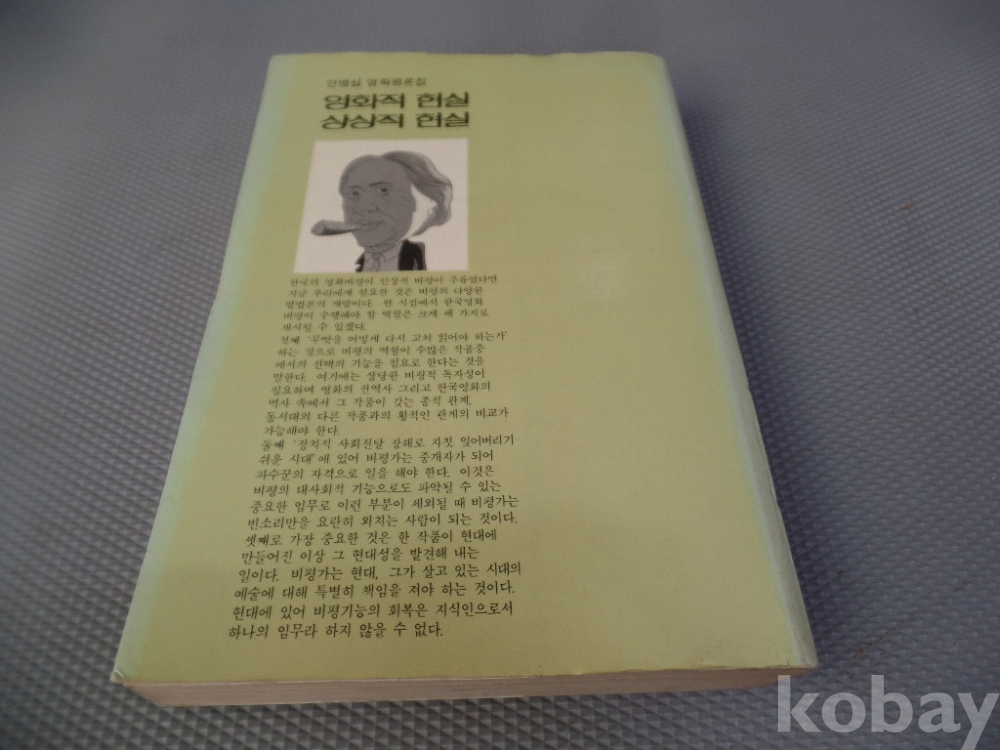 안병섭 영화평론집
영화적 현실
상상적 현실
한국의 영화비평이 인상적 비평이 주류였다면
지금 우리에게 필요한 것은 비평의 다양한
방법론의 개발이다. 현 시점에서 한국영화
비평이 수행해야 할 역할은 크게 세 가지로
제시될 수 있겠다.
첫째 '무엇을 어떻게 다시 고쳐 읽어야 하는가'
하는 것으로 비평의 역할이 수많은 작품중
에서의 선택의 기능을 필요로 한다는 것을
말한다. 여기에는 상당한 비평적 독자성이
필요하며 영화의 산역사 그리고 한국영화의
역사 속에서 그 작품이 갖는 종적 관계,
동시대의 다른 작품과의 횡적인 관계의 비교가
가능해야 한다.
둘째 '정치적 사회전달 장해로 자칫 잊어버리기
쉬운 시대'에 있어 비평가는 중개자가 되어
파수꾼의 자격으로 일을 해야 한다. 이것은
비평의 대사회적 기능으로도 파악될 수 있는
중요한 임무로 이런 부분이 제외될 때 비평가는
빈소리만을 요란히 외치는 사람이 되는 것이다.
셋째로 가장 중요한 것은 한 작품이 현대에
만들어진 이상 그 현대성을 발견해 내는
일이다. 비평가는 현대, 그가 살고 있는 시대의
예술에 대해 특별히 책임을 져야 하는 것이다.
현대에 있어 비평기능의 회복은 지식인으로서
하나의 임무라 하지 않을 수 없다.
kobay